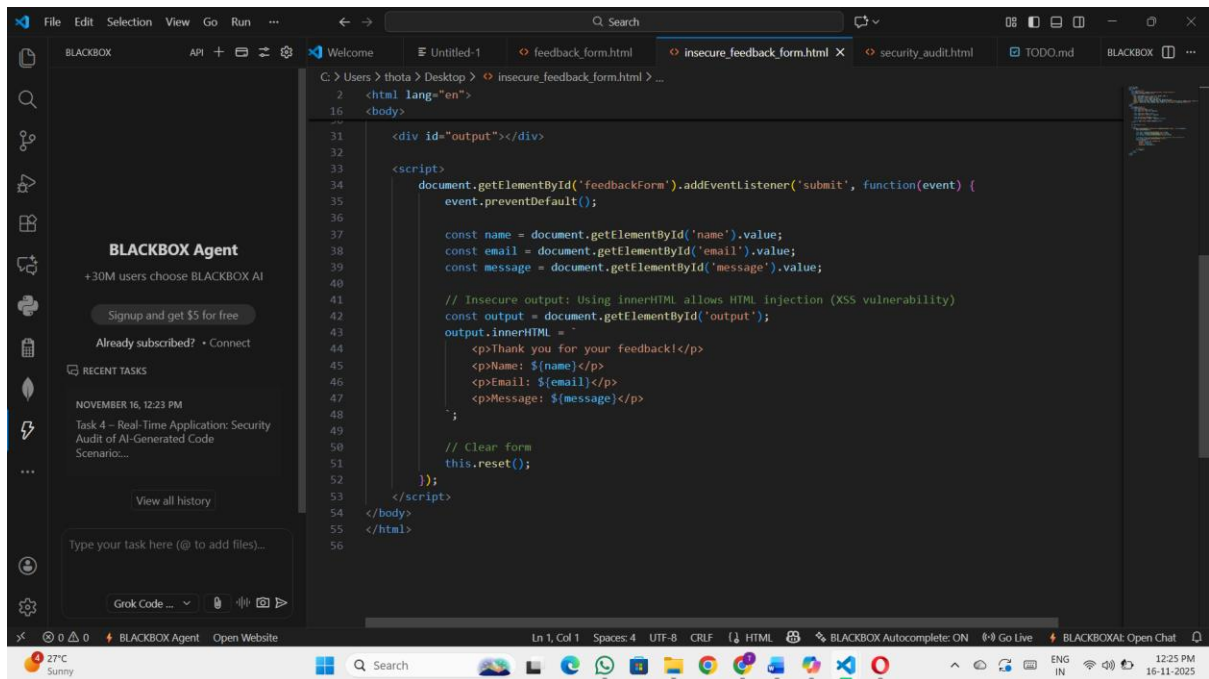 File Edit Selection View Go Run ... Search
BLACKBOX API
Welcome Untitled-1 feedback_form.html insecure_feedback_form.html security_audit.html TODO.md BLACKBOX ...
C: > Users > thota > Desktop > insecure_feedback_form.html > ...
2 <html lang="en">
16 <body>
31 <div id="output"></div>
32
33 <script>
34 document.getElementById('feedbackForm').addEventListener('submit', function(event) {
35 event.preventDefault();
36
37 const name = document.getElementById('name').value;
38 const email = document.getElementById('email').value;
39 const message = document.getElementById('message').value;
40
41 // Insecure output: Using innerHTML allows HTML injection (XSS vulnerability)
42 const output = document.getElementById('output');
43 output.innerHTML = `
44 <p>Thank you for your feedback!</p>
45 <p>Name: ${name}</p>
46 <p>Email: ${email}</p>
47 <p>Message: ${message}</p>
48 `;
49
50 // Clear form
51 this.reset();
52 });
53 </script>
54 </body>
55 </html>
56
BLACKBOX Agent
+30M users choose BLACKBOX AI
Signup and get $5 for free
Already subscribed? • Connect
RECENT TASKS
NOVEMBER 16, 12:23 PM
Task 4 – Real-Time Application: Security
Audit of AI-Generated Code
Scenario:...
View all history
Type your task here (@ to add files)...
Grok Code ...
0 0 BLACKBOX Agent Open Website Ln 1, Col 1 Spaces: 4 UTF-8 CRLF HTML BLACKBOX Autocomplete: ON Go Live BLACKBOXAI: Open Chat
4 27°C Search ENG 12:25 PM
Sunny IN 16-11-2025